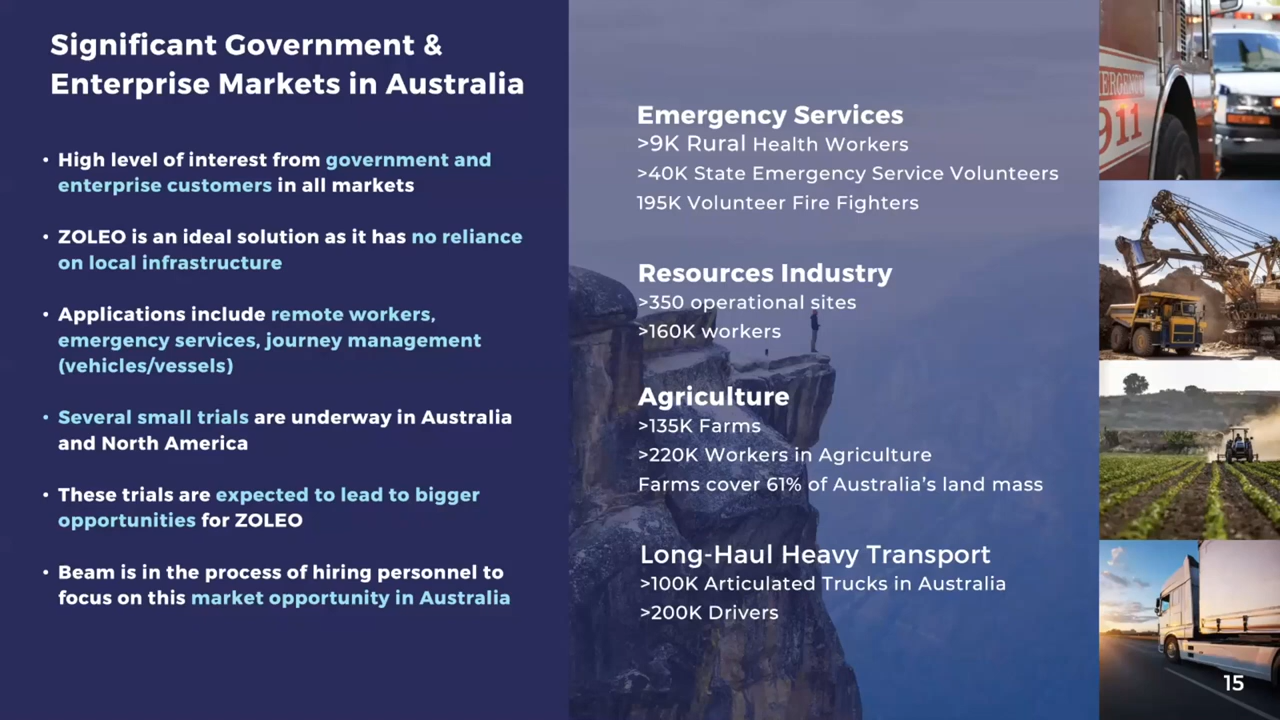 Significant Government &
Enterprise Markets in Australia
• High level of interest from government and
enterprise customers in all markets
• ZOLEO is an ideal solution as it has no reliance
on local infrastructure
• Applications include remote workers,
emergency services, journey management
(vehicles/vessels)
• Several small trials are underway in Australia
and North America
• These trials are expected to lead to bigger
opportunities for ZOLEO
• Beam is in the process of hiring personnel to
focus on this market opportunity in Australia
Emergency Services
>9K Rural Health Workers
>40K State Emergency Service Volunteers
195K Volunteer Fire Fighters
Resources Industry
>350 operational sites
>160K workers
Agriculture
>135K Farms
>220K Workers in Agriculture
Farms cover 61% of Australia's land mass
Long-Haul Heavy Transport
>100K Articulated Trucks in Australia
>200K Drivers
911
15